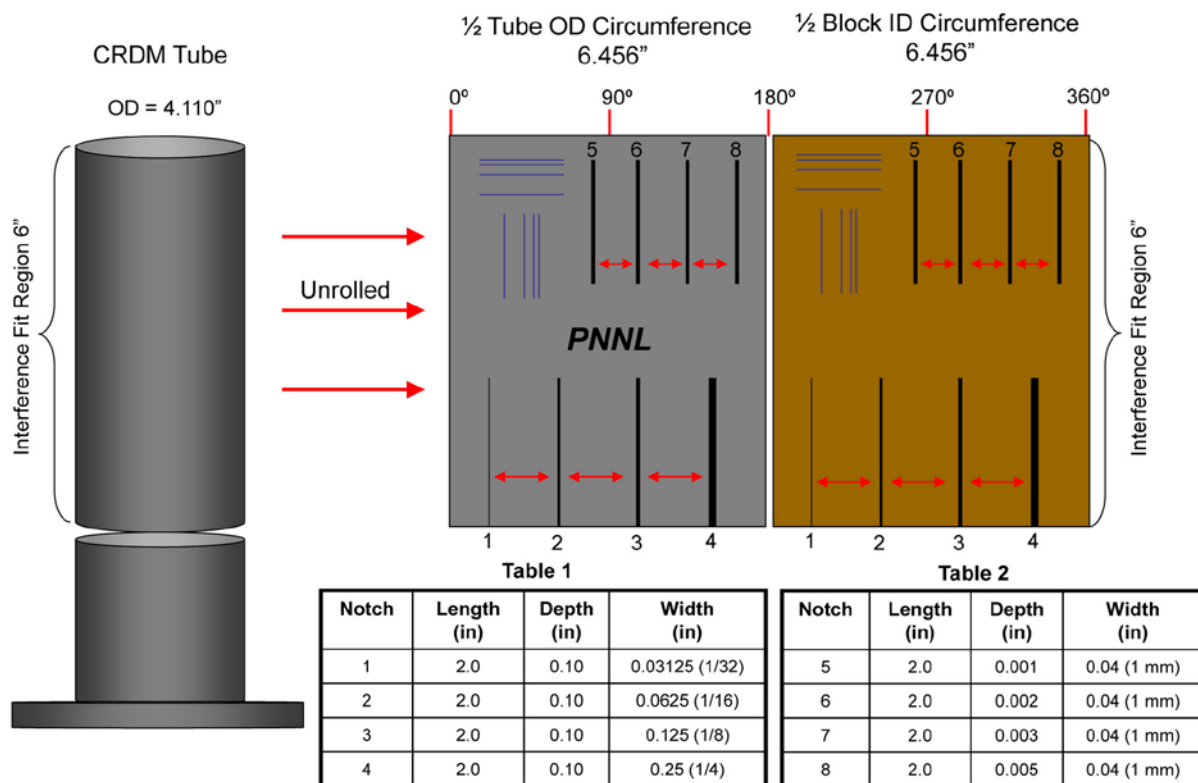 CRDM Tube
OD = 4.110"
½ Tube OD Circumference
6.456"
½ Block ID Circumference
6.456"
0º
90º
180º
270º
360º
Interference Fit Region 6"
Unrolled
5 6 7 8
5 6 7 8
PNNL
Interference Fit Region 6"
1 2 3 4
1 2 3 4
Table 1
Notch Length (in) Depth (in) Width (in)
1 2.0 0.10 0.03125 (1/32)
2 2.0 0.10 0.0625 (1/16)
3 2.0 0.10 0.125 (1/8)
4 2.0 0.10 0.25 (1/4)
Table 2
Notch Length (in) Depth (in) Width (in)
5 2.0 0.001 0.04 (1 mm)
6 2.0 0.002 0.04 (1 mm)
7 2.0 0.003 0.04 (1 mm)
8 2.0 0.005 0.04 (1 mm)